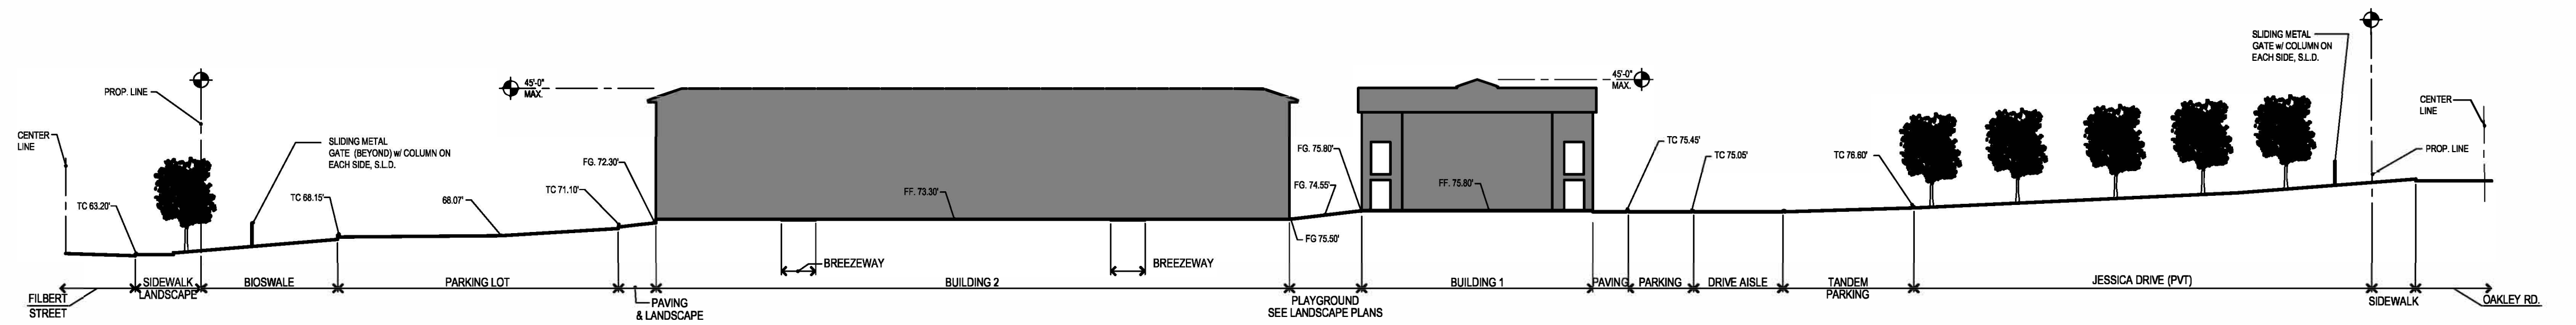 PROP. LINE
CENTER
LINE
TC 63.20'
SLIDING METAL
GATE (BEYOND) w/ COLUMN ON
EACH SIDE, S.L.D.
TC 68.15'
68.07'
45'-0"
MAX.
TC 71.10'
FG. 72.30'
FF. 73.30'
BREEZEWAY
BREEZEWAY
FG. 75.80'
FG. 74.55'
FG 75.50'
FF. 75.80'
45'-0"
MAX.
TC 75.45'
TC 75.05'
TC 76.60'
SLIDING METAL
GATE w/ COLUMN ON
EACH SIDE, S.L.D.
CENTER
LINE
PROP. LINE
FILBERT
STREET
SIDEWALK
LANDSCAPE
BIOSWALE
PARKING LOT
PAVING
& LANDSCAPE
BUILDING 2
PLAYGROUND
SEE LANDSCAPE PLANS
BUILDING 1
PAVING
PARKING
DRIVE AISLE
TANDEM
PARKING
JESSICA DRIVE (PVT)
SIDEWALK
OAKLEY RD.